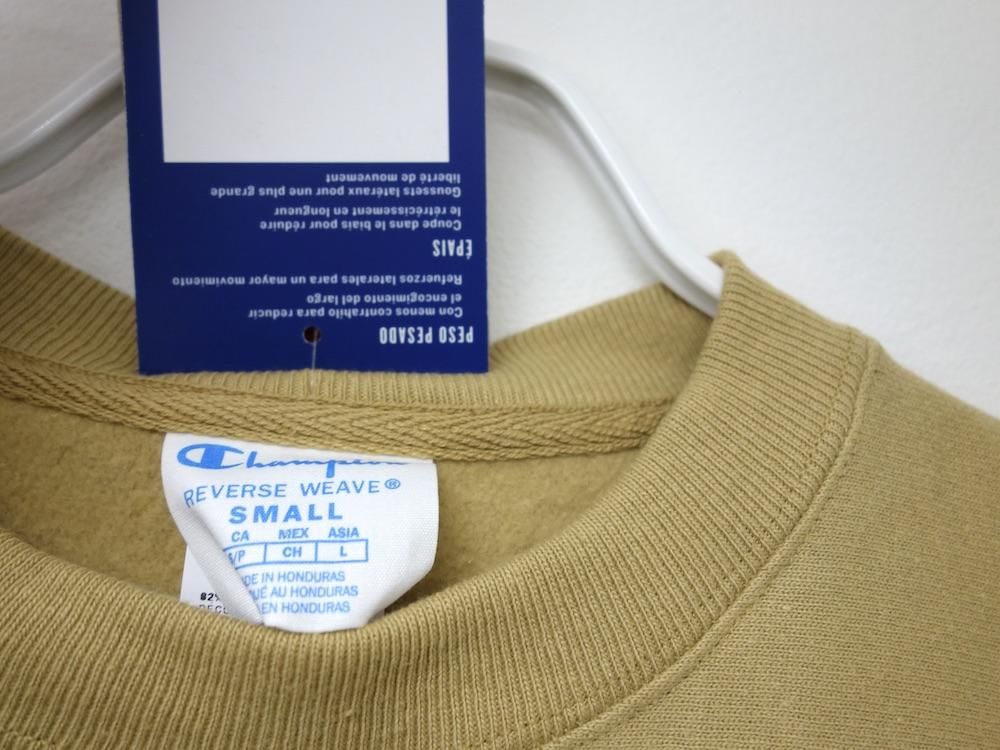 PESO PESADO
Con menos contrahilo para reducir
el encogimiento del largo
Refuerzos laterales para un mayor movimiento
ÉPAIS
Coupe dans le biais pour réduire
le rétrécissement en longueur
Goussets latéraux pour une plus grande
liberté de mouvement
Champion
REVERSE WEAVE®
SMALL
CA MEX ASIA
/P CH L
DE IN HONDURAS
UÉ AU HONDURAS
EN HONDURAS
82%